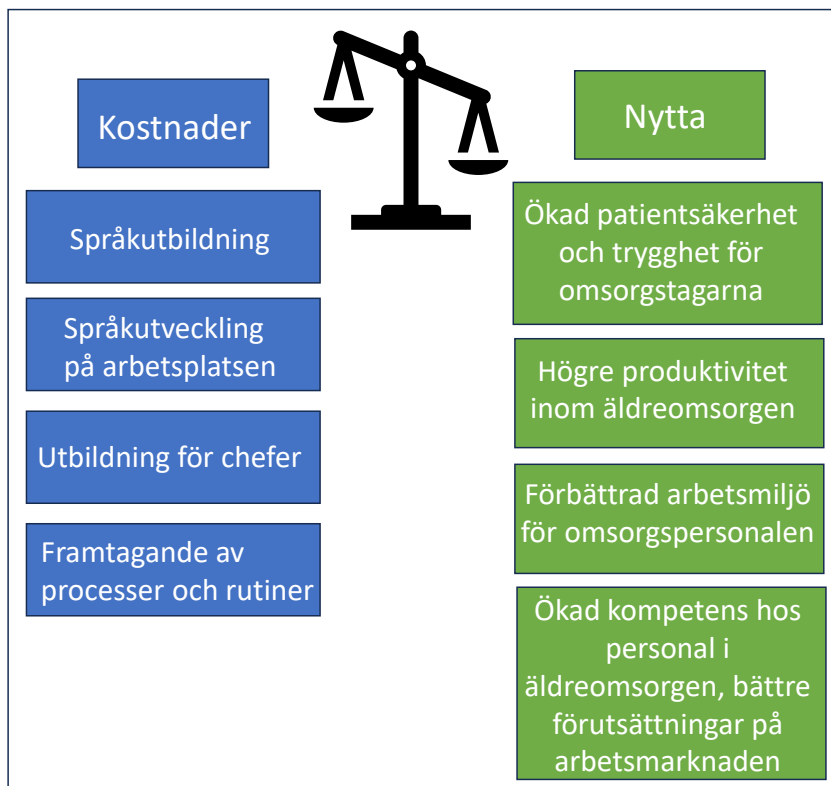 Kostnader
Språkutbildning
Språkutveckling
på arbetsplatsen
Utbildning för chefer
Framtagande av
processer och rutiner
Nytta
Ökad patientsäkerhet
och trygghet för
omsorgstagarna
Högre produktivitet
inom äldreomsorgen
Förbättrad arbetsmiljö
för omsorgspersonalen
Ökad kompetens hos
personal i
äldreomsorgen, bättre
förutsättningar på
arbetsmarknaden